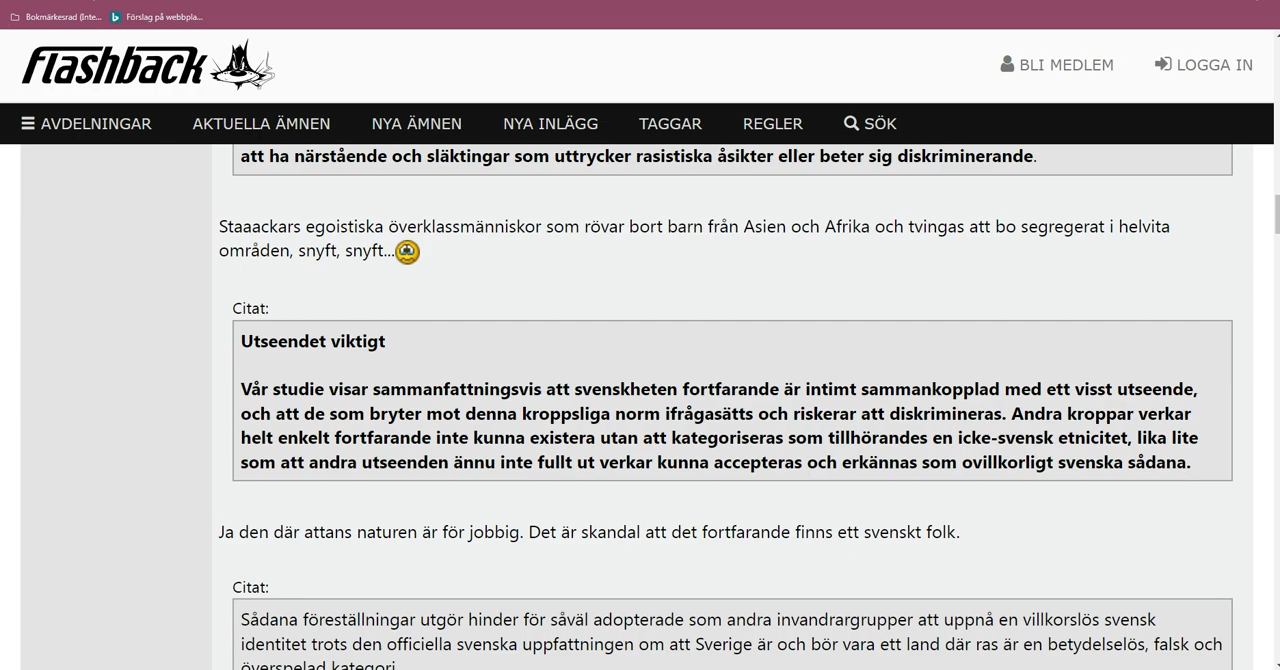 Bokmärkesrad (Inte...
Förslag på webbpla...
flashback
BLI MEDLEM
LOGGA IN
AVDELNINGAR
AKTUELLA ÄMNEN
NYA ÄMNEN
NYA INLÄGG
TAGGAR
REGLER
SÖK
att ha närstående och släktingar som uttrycker rasistiska åsikter eller beter sig diskriminerande.
Staaackars egoistiska överklassmänniskor som rövar bort barn från Asien och Afrika och tvingas att bo segregerat i helvita
områden, snyft, snyft...
Citat:
Utseendet viktigt
Vår studie visar sammanfattningsvis att svenskheten fortfarande är intimt sammankopplad med ett visst utseende,
och att de som bryter mot denna kroppsliga norm ifrågasätts och riskerar att diskrimineras. Andra kroppar verkar
helt enkelt fortfarande inte kunna existera utan att kategoriseras som tillhörandes en icke-svensk etnicitet, lika lite
som att andra utseenden ännu inte fullt ut verkar kunna accepteras och erkännas som ovillkorligt svenska sådana.
Ja den där attans naturen är för jobbig. Det är skandal att det fortfarande finns ett svenskt folk.
Citat:
Sådana föreställningar utgör hinder för såväl adopterade som andra invandrargrupper att uppnå en villkorslös svensk
identitet trots den officiella svenska uppfattningen om att Sverige är och bör vara ett land där ras är en betydelselös, falsk och
överspelad kategori.